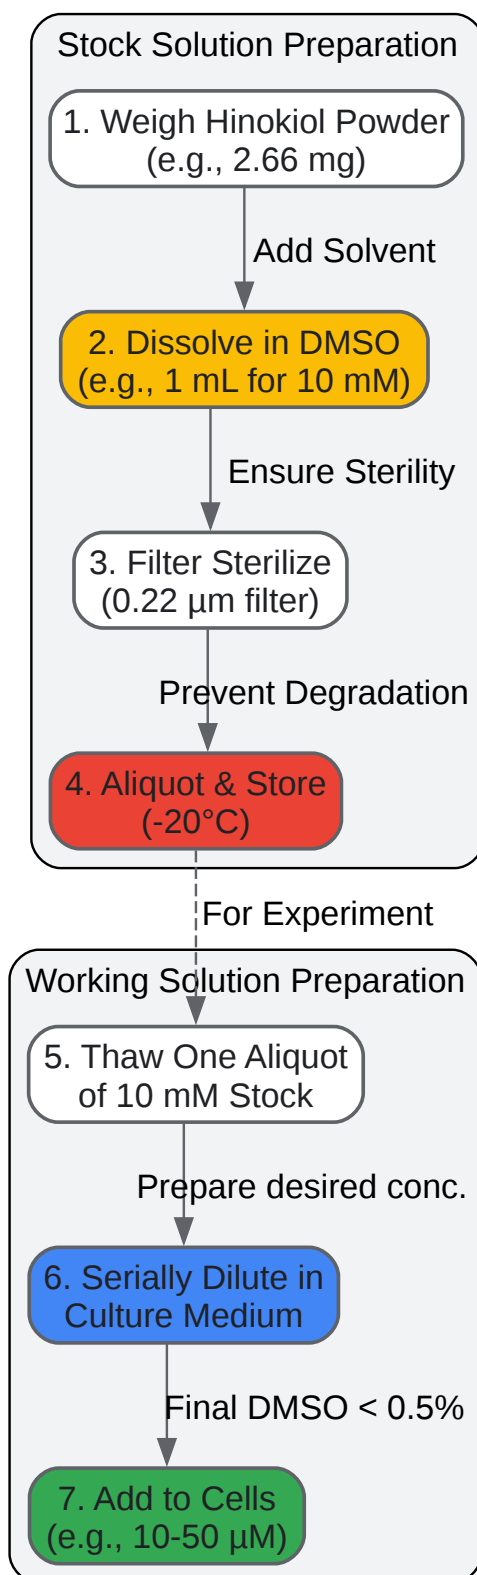 Stock Solution Preparation
1. Weigh Hinokiol Powder
(e.g., 2.66 mg)
Add Solvent
2. Dissolve in DMSO
(e.g., 1 mL for 10 mM)
Ensure Sterility
3. Filter Sterilize
(0.22 µm filter)
Prevent Degradation
4. Aliquot & Store
(-20°C)
For Experiment
Working Solution Preparation
5. Thaw One Aliquot
of 10 mM Stock
Prepare desired conc.
6. Serially Dilute in
Culture Medium
Final DMSO < 0.5%
7. Add to Cells
(e.g., 10-50 µM)